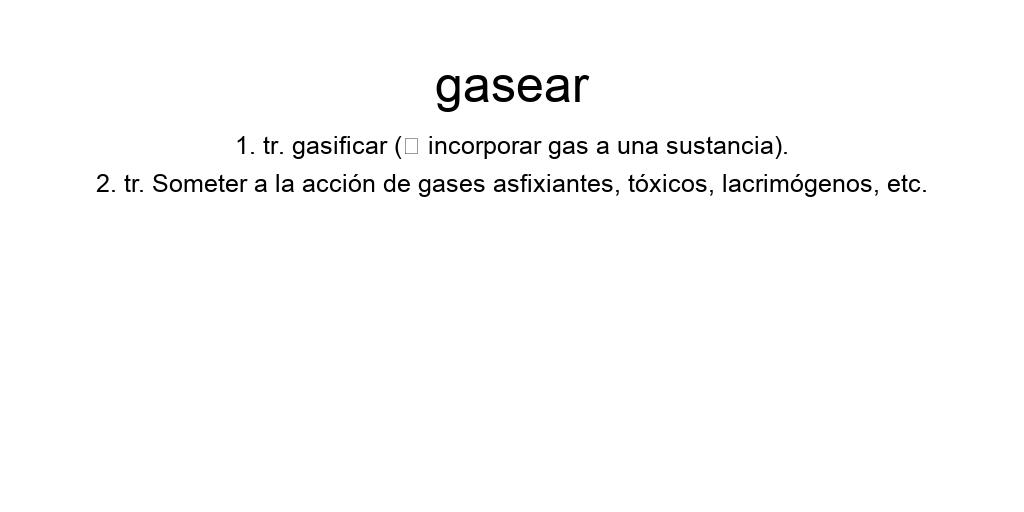 gasear
1. tr. gasificar (□ incorporar gas a una sustancia).
2. tr. Someter a la acción de gases asfixiantes, tóxicos, lacrimógenos, etc.